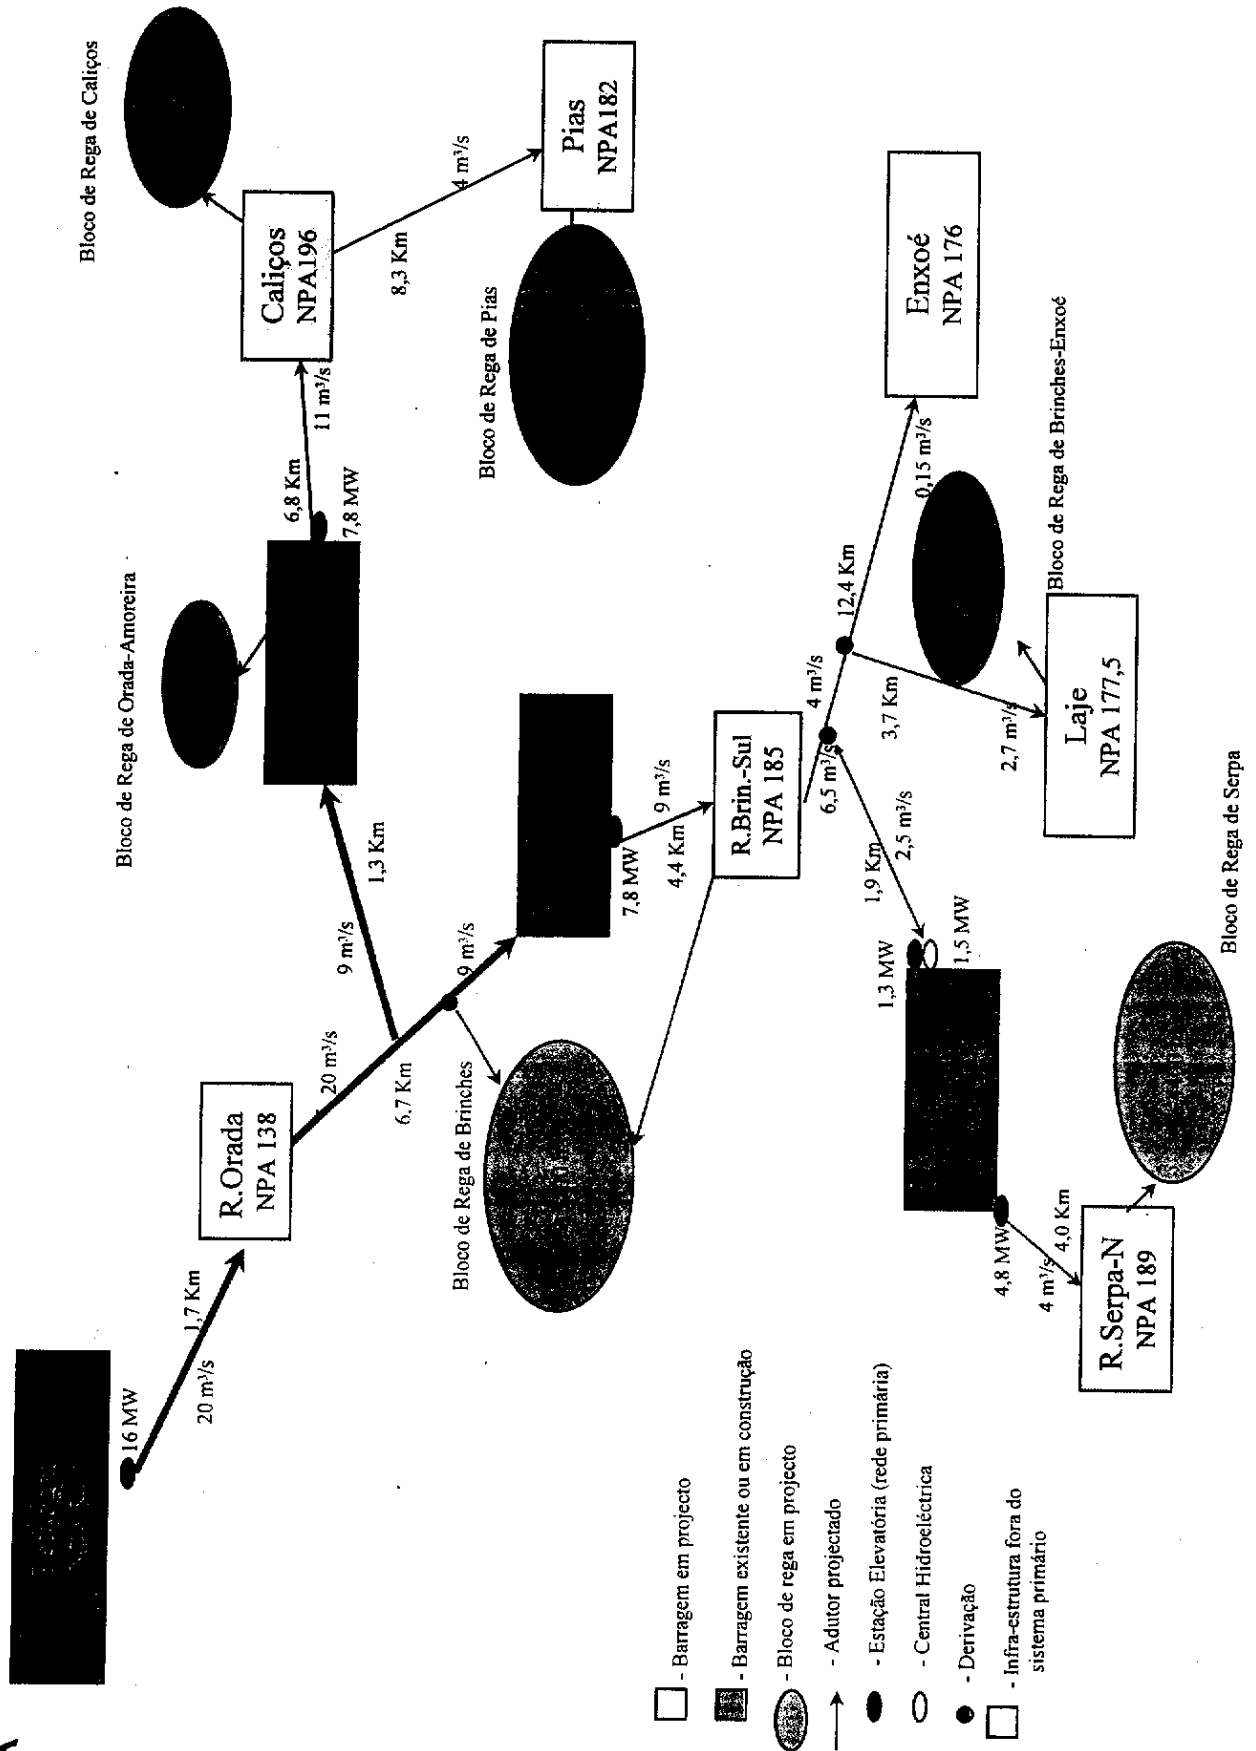 16 MW
1,7 Km
20 m³/s
R.Orada
NPA 138
20 m³/s
6,7 Km
9 m³/s
9 m³/s
1,3 Km
Bloco de Rega de Orada-Amoreira
7,8 MW
6,8 Km
11 m³/s
Caliços
NPA196
Bloco de Rega de Caliços
8,3 Km
4 m³/s
Pias
NPA182
Bloco de Rega de Pias
Bloco de Rega de Brinches
7,8 MW
4,4 Km
9 m³/s
R.Brin.-Sul
NPA 185
6,5 m³/s
4 m³/s
12,4 Km
0,15 m³/s
Enxoé
NPA 176
3,7 Km
2,7 m³/s
Laje
NPA 177,5
Bloco de Rega de Brinches-Enxoé
1,9 Km
2,5 m³/s
1,3 MW
1,5 MW
4,8 MW
4 m³/s
4,0 Km
R.Serpa-N
NPA 189
Bloco de Rega de Serpa
- Barragem em projecto
- Barragem existente ou em construção
- Bloco de rega em projecto
- Adutor projectado
- Estação Elevatória (rede primária)
- Central Hidroeléctrica
- Derivação
- Infra-estrutura fora do
sistema primário